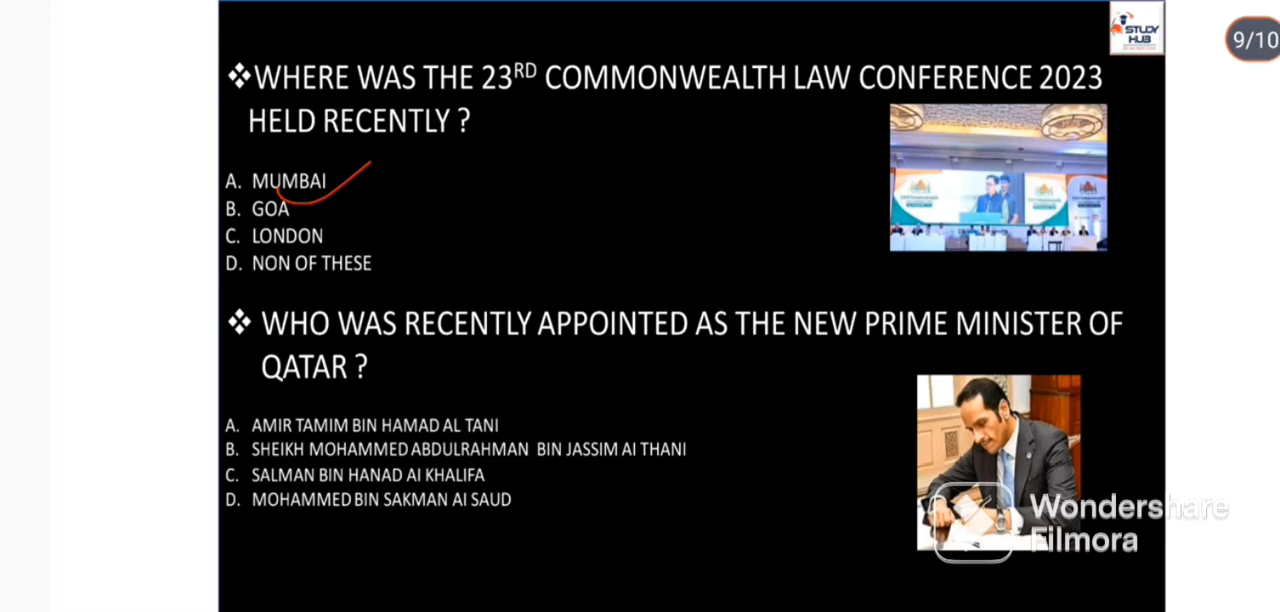 STUDY
HUB
9/10
❖WHERE WAS THE 23RD COMMONWEALTH LAW CONFERENCE 2023
HELD RECENTLY ?
A. MUMBAI
B. GOA
C. LONDON
D. NON OF THESE
❖ WHO WAS RECENTLY APPOINTED AS THE NEW PRIME MINISTER OF
QATAR ?
A. AMIR TAMIM BIN HAMAD AL TANI
B. SHEIKH MOHAMMED ABDULRAHMAN BIN JASSIM AI THANI
C. SALMAN BIN HANAD AI KHALIFA
D. MOHAMMED BIN SAKMAN AI SAUD
Wondershare
Filmora